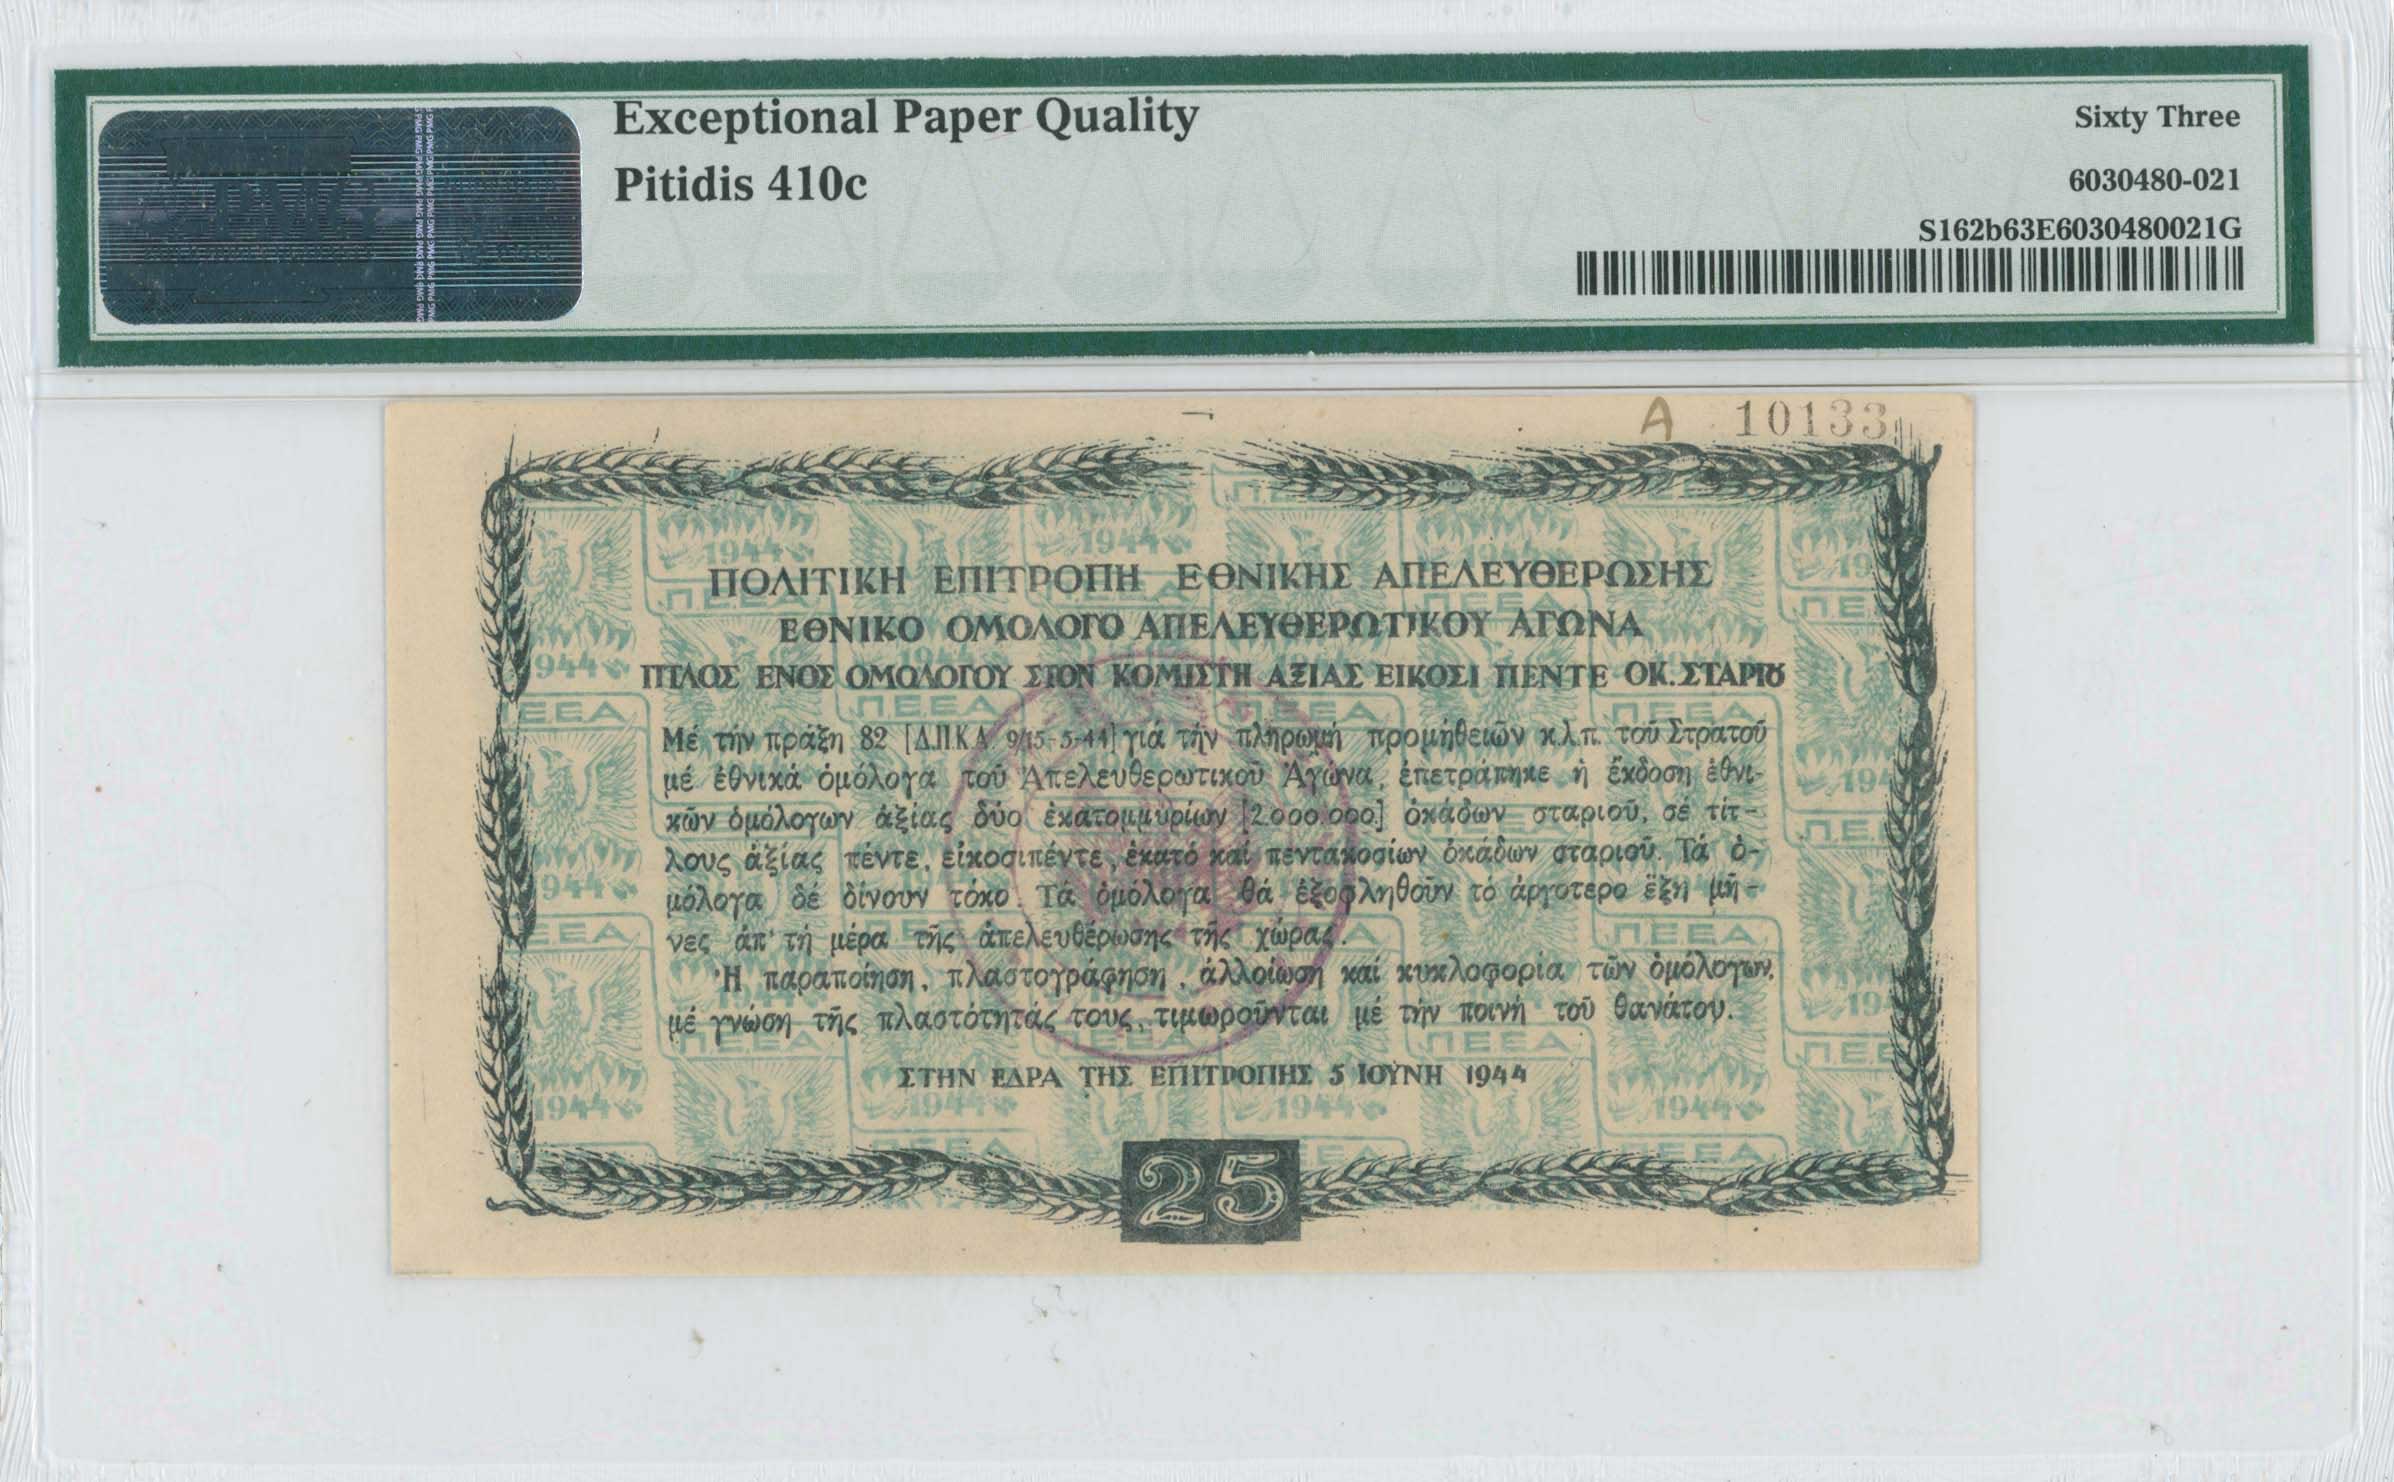 Exceptional Paper Quality
Pitidis 410c
Sixty Three
6030480-021
S162b63E6030480021G
Α 10133
ΠΟΛΙΤΙΚΗ ΕΠΙΤΡΟΠΗ ΕΘΝΙΚΗΣ ΑΠΕΛΕΥΘΕΡΩΣΗΣ
ΕΘΝΙΚΟ ΟΜΟΛΟΓΟ ΑΠΕΛΕΥΘΕΡΩΤΙΚΟΥ ΑΓΩΝΑ
ΤΙΤΛΟΣ ΕΝΟΣ ΟΜΟΛΟΓΟΥ ΣΤΟΝ ΚΟΜΙΣΤΗ ΑΞΙΑΣ ΕΙΚΟΣΙ ΠΕΝΤΕ ΟΚ. ΣΤΑΡΙȢ
Μέ τήν πράξη 82 [Δ.Π.Κ.Α. 9/15-5-44] γιά τήν πληρωμή προμηθειῶν κ.λ.π. τοῦ Στρατοῦ
μέ ἐθνικά ὁμόλογα τοῦ Ἀπελευθερωτικοῦ Ἀγώνα, ἐπετράπηκε ἡ ἔκδοση ἐθνι-
κῶν ὁμόλογων ἀξίας δύο ἑκατομμυρίων [2.000.000.] ὀκάδων σταριοῦ, σέ τίτ-
λους ἀξίας πέντε, εἰκοσιπέντε, ἑκατό καί πεντακοσίων ὀκάδων σταριοῦ. Τά ὁ-
μόλογα δέ δίνουν τόκο. Τά ὁμόλογα θά ἐξοφληθοῦν τό ἀργότερο ἕξη μῆ-
νες ἀπ' τή μέρα τῆς ἀπελευθέρωσης τῆς χώρας.
Ἡ παραποίηση, πλαστογράφηση, ἀλλοίωση καί κυκλοφορία τῶν ὁμόλογων,
μέ γνώση τῆς πλαστότητάς τους, τιμωροῦνται μέ τήν ποινή τοῦ θανάτου.
ΣΤΗΝ ΕΔΡΑ ΤΗΣ ΕΠΙΤΡΟΠΗΣ 5 ΙΟΥΝΗ 1944
25